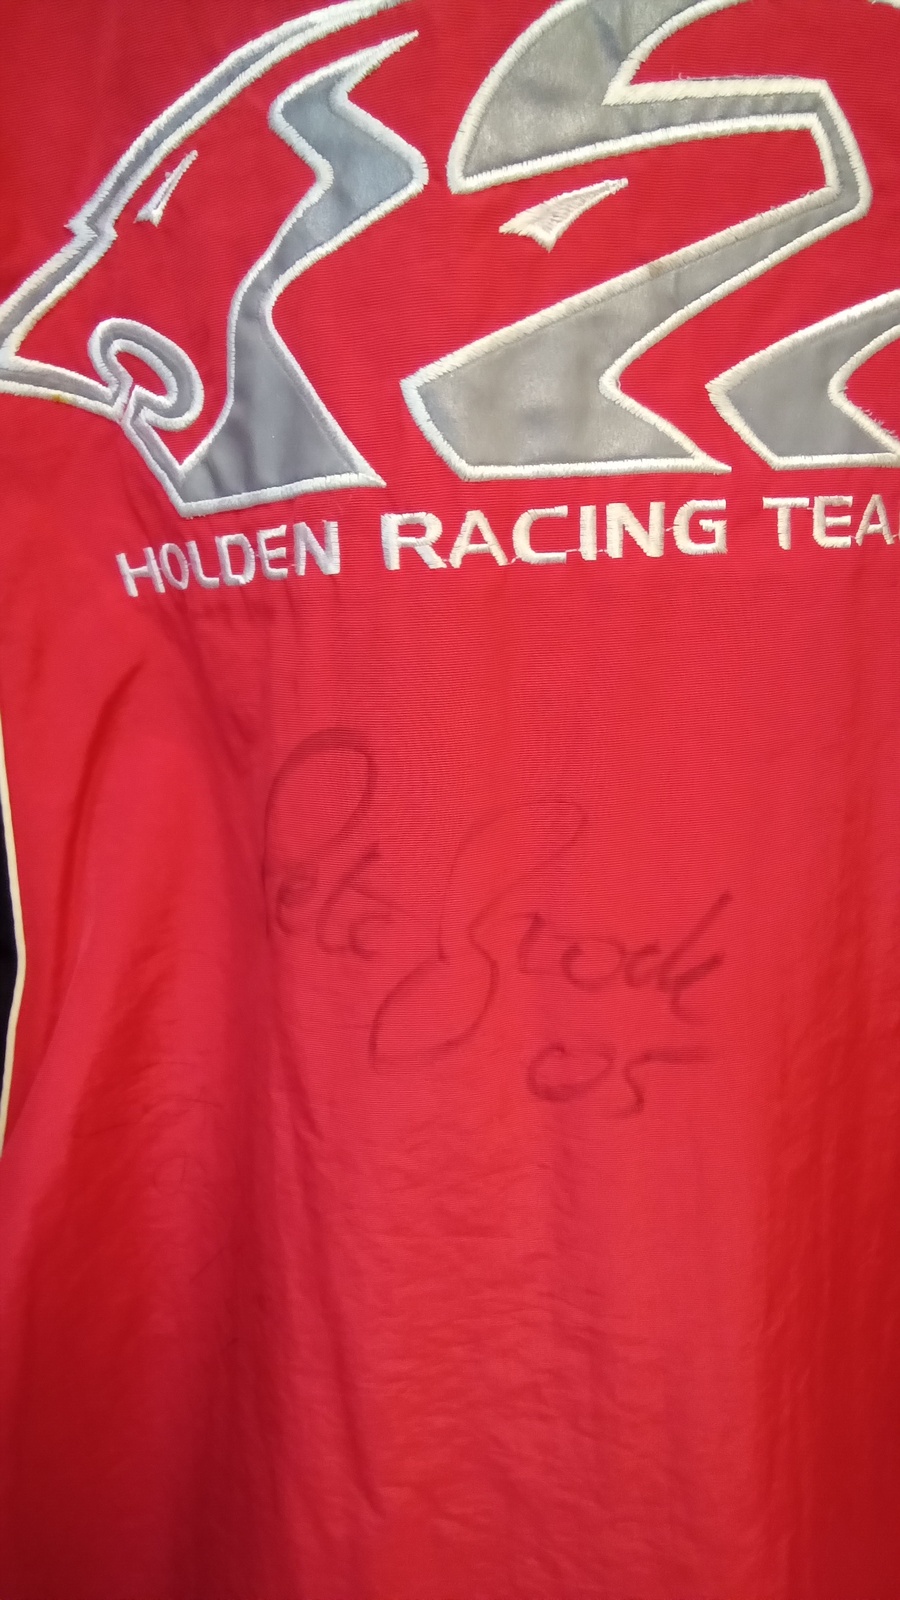 HOLDEN RACING TEA
Peter Brock
05